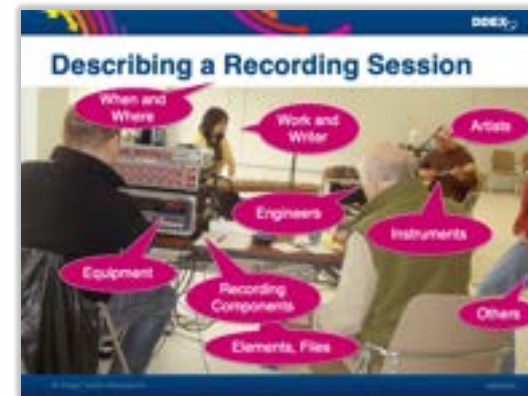 DDEX
Describing a Recording Session
When and
Where
Work and
Writer
Artists
Engineers
Instruments
Equipment
Recording
Components
Others
Elements, Files